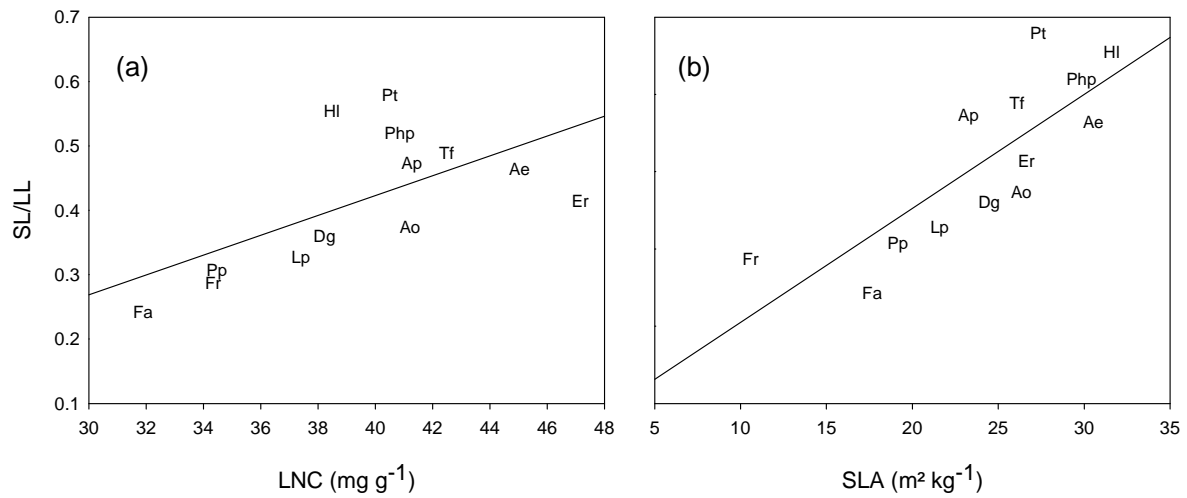 0.7
0.6
0.5
0.4
0.3
0.2
0.1
SL/LL
(a)
Pt
Hl
Php
Ap
Tf
Ae
Er
Ao
Dg
Lp
Pp
Fr
Fa
30 32 34 36 38 40 42 44 46 48
LNC (mg g-1)
(b)
Pt
Hl
Php
Tf
Ap
Ae
Er
Ao
Dg
Lp
Pp
Fr
Fa
5 10 15 20 25 30 35
SLA (m² kg-1)